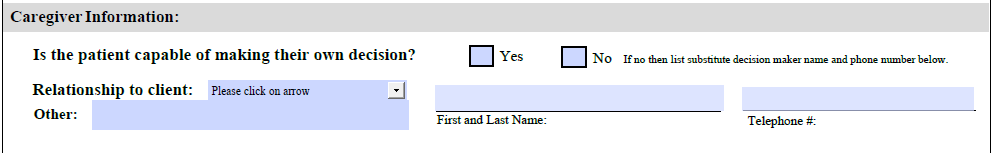 Caregiver Information:
Is the patient capable of making their own decision? Yes No If no then list substitute decision maker name and phone number below.
Relationship to client: Please click on arrow
Other:
First and Last Name: Telephone #: